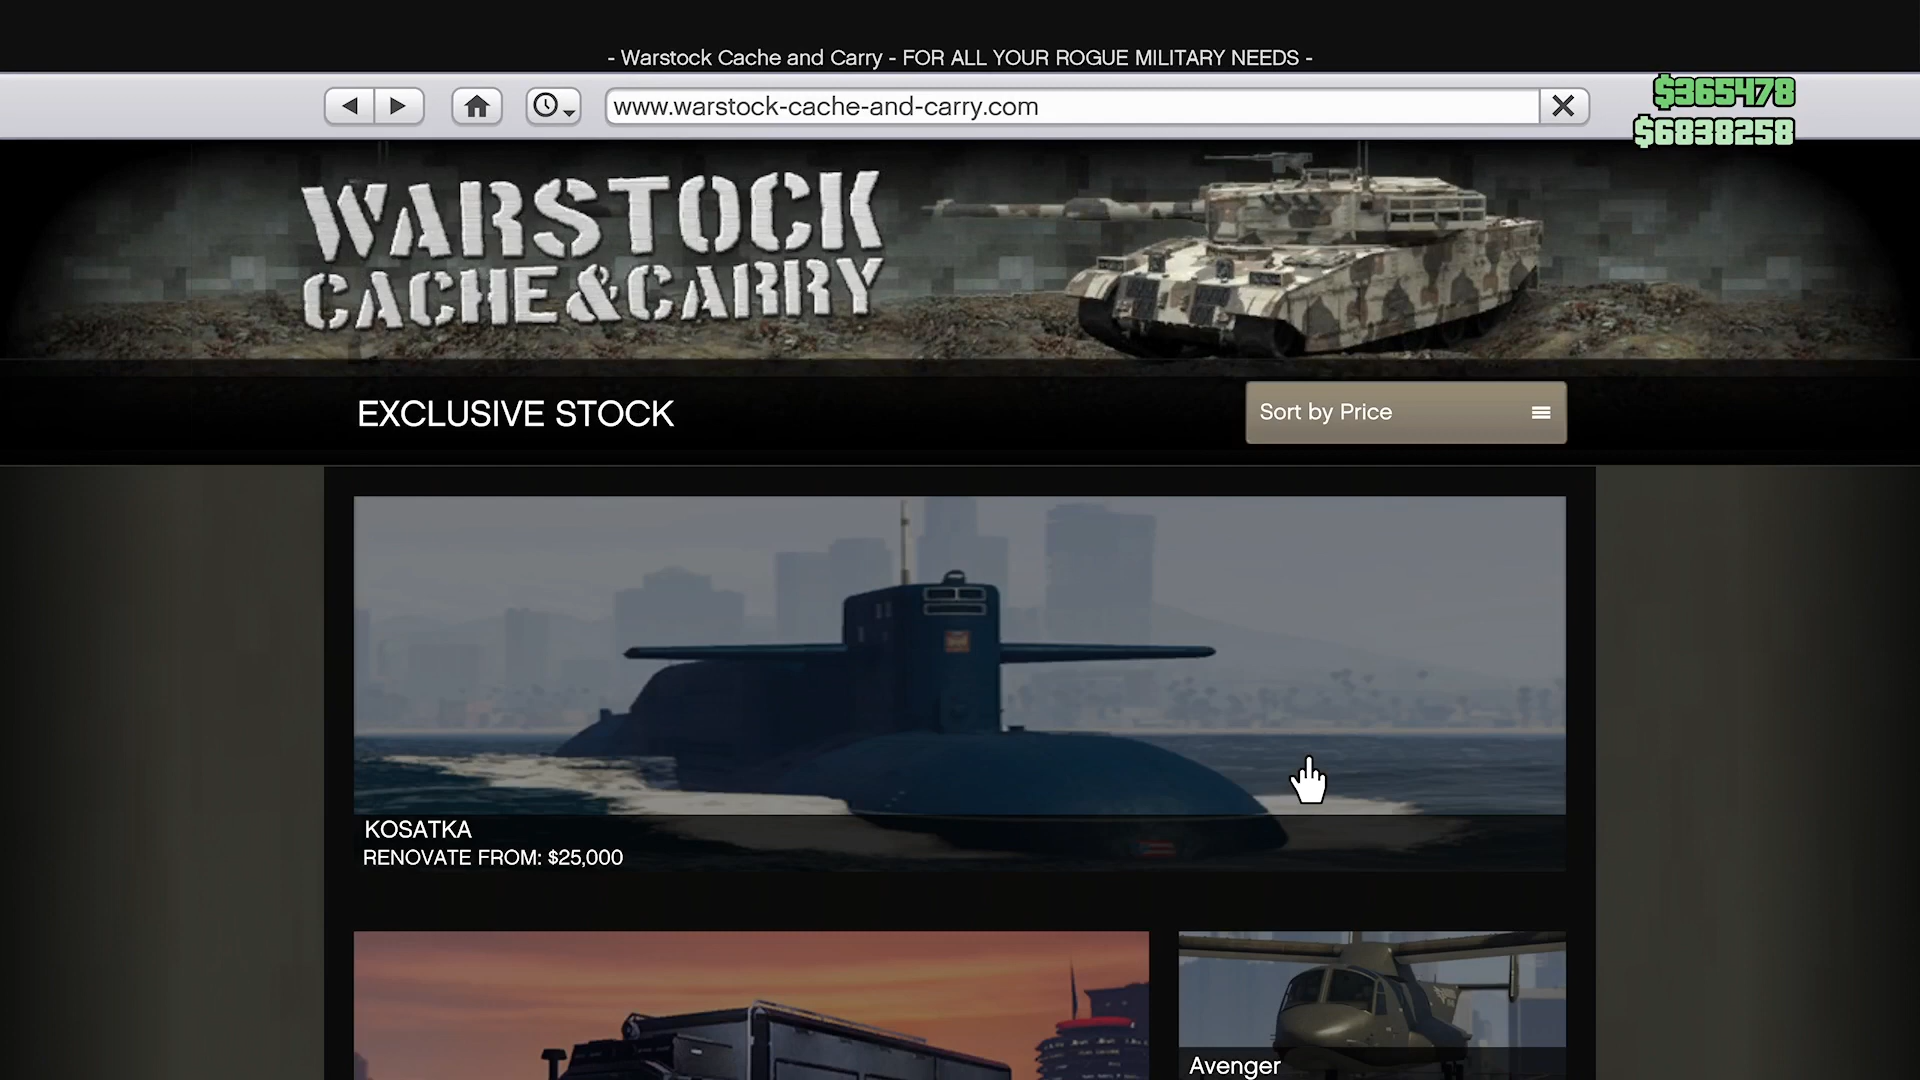 - Warstock Cache and Carry - FOR ALL YOUR ROGUE MILITARY NEEDS -
www.warstock-cache-and-carry.com
$365478
$6838258
WARSTOCK
CACHE & CARRY
EXCLUSIVE STOCK
Sort by Price
KOSATKA
RENOVATE FROM: $25,000
Avenger